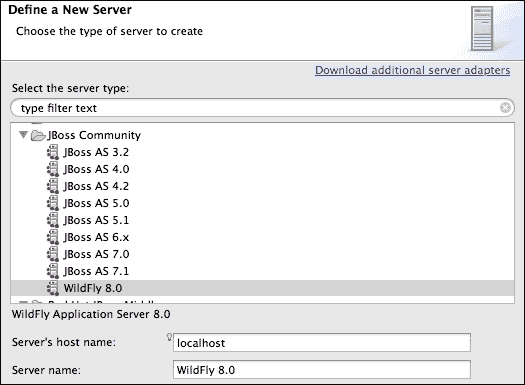 Define a New Server
Choose the type of server to create
Download additional server adapters
Select the server type:
type filter text
JBoss Community
JBoss AS 3.2
JBoss AS 4.0
JBoss AS 4.2
JBoss AS 5.0
JBoss AS 5.1
JBoss AS 6.x
JBoss AS 7.0
JBoss AS 7.1
WildFly 8.0
WildFly Application Server 8.0
Server's host name:
localhost
Server name:
WildFly 8.0